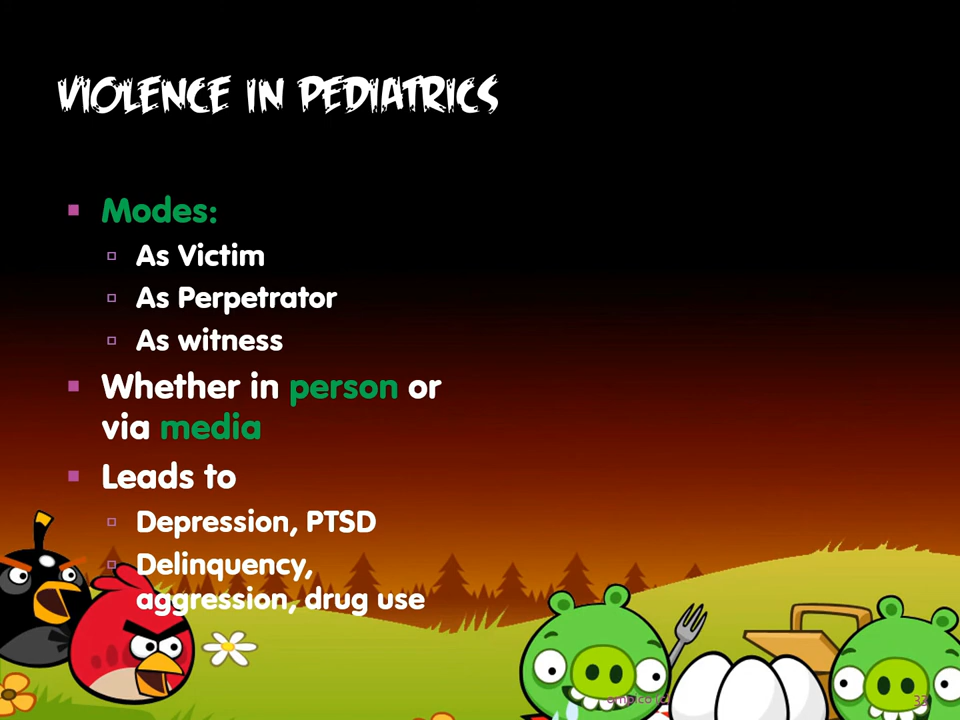 VIOLENCE IN PEDIATRICS
Modes:
As Victim
As Perpetrator
As witness
Whether in person or
via media
Leads to
Depression, PTSD
Delinquency,
aggression, drug use